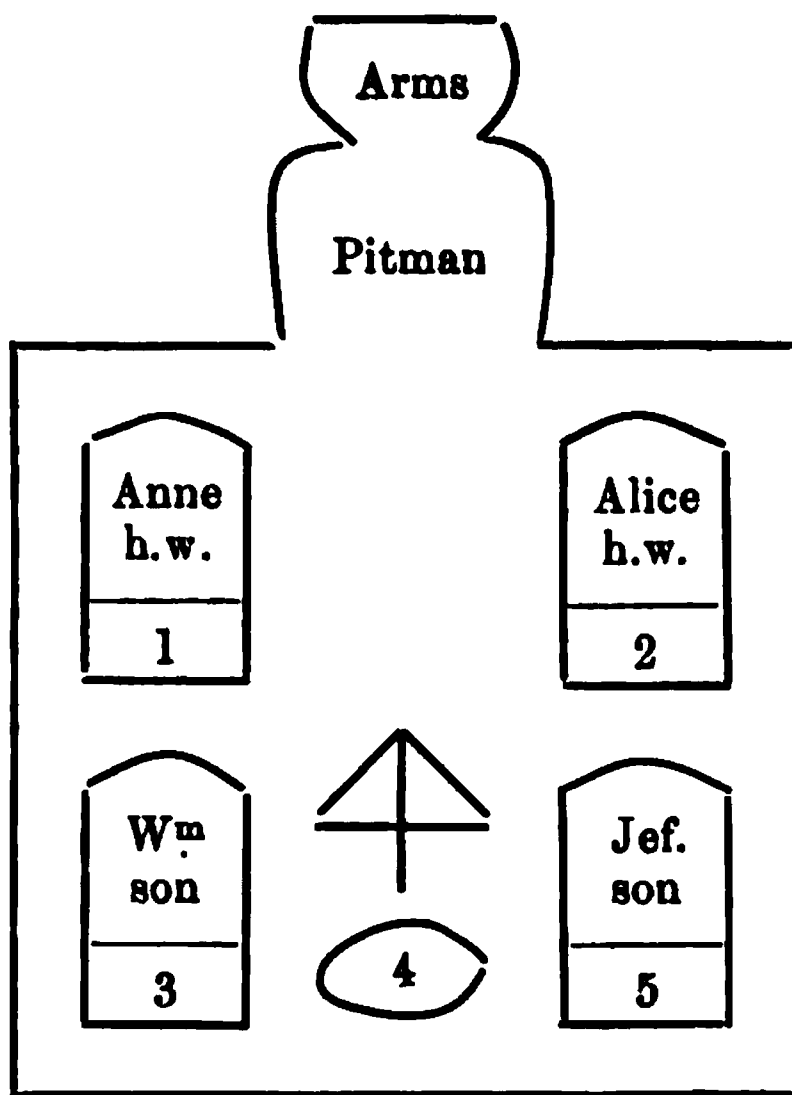 Arms
Pitman
Anne
h.w.
1
Alice
h.w.
2
Wᵐ.
son
3
4
Jef.
son
5